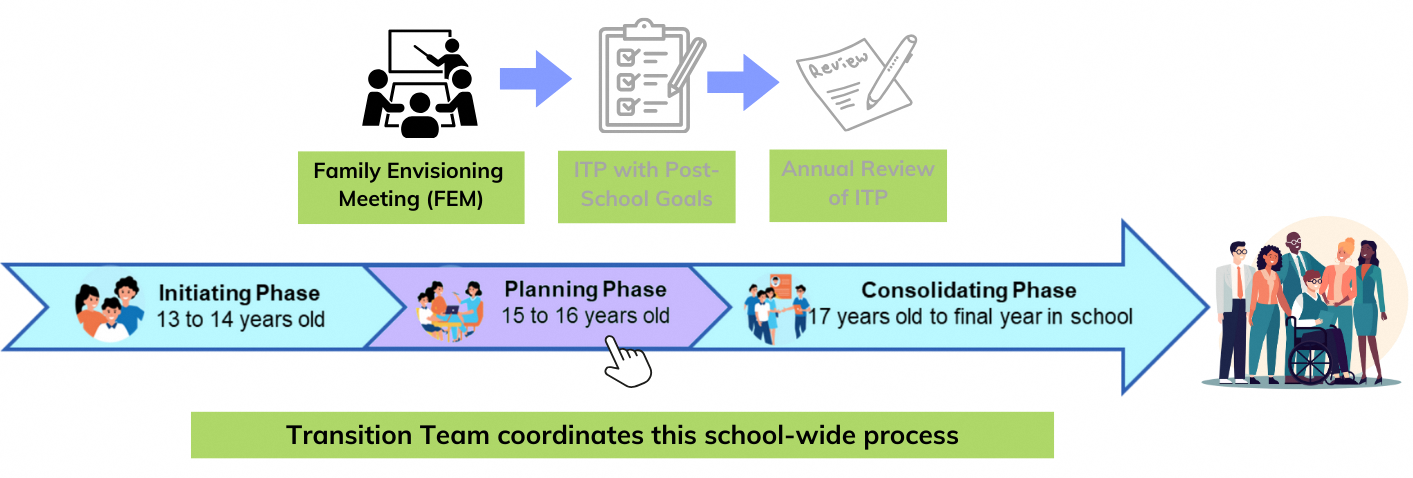 Review
Family Envisioning
Meeting (FEM)
ITP with Post-
School Goals
Annual Review
of ITP
Initiating Phase
13 to 14 years old
Planning Phase
15 to 16 years old
Consolidating Phase
17 years old to final year in school
Transition Team coordinates this school-wide process